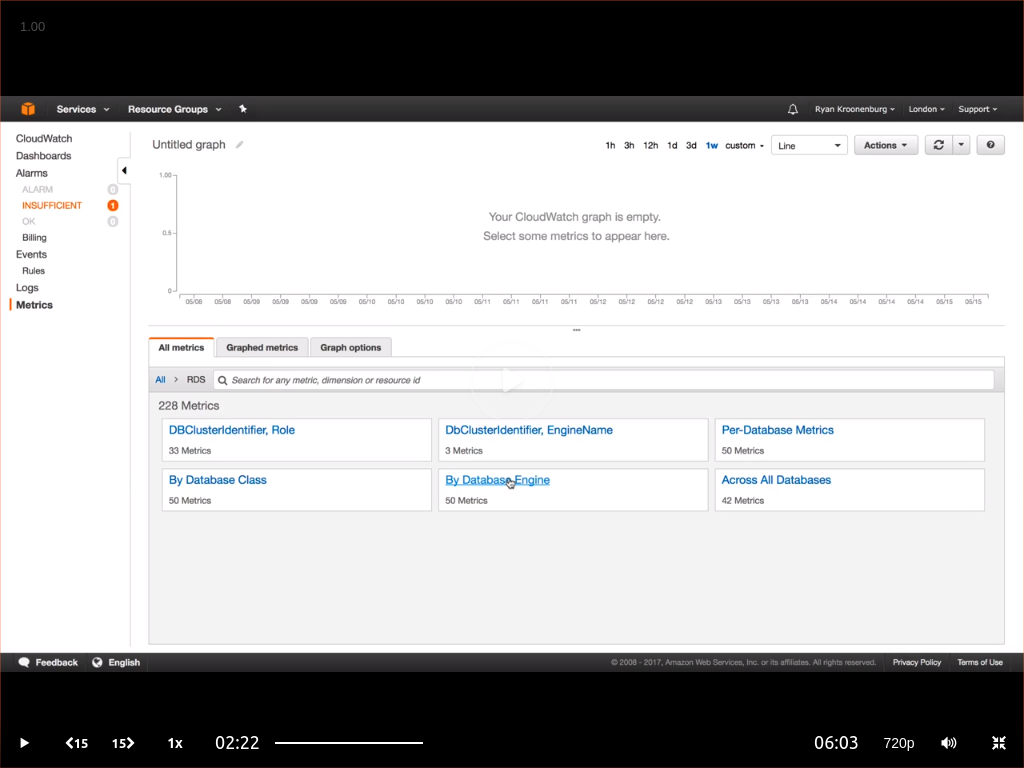 1.00
Services Resource Groups Ryan Kroonenburg London Support
CloudWatch
Dashboards
Alarms
ALARM 0
INSUFFICIENT 1
OK 0
Billing
Events
Rules
Logs
Metrics
Untitled graph 1h 3h 12h 1d 3d 1w custom Line Actions
1.00
0.5
0
Your CloudWatch graph is empty.
Select some metrics to appear here.
05/08 05/08 05/09 05/09 05/09 05/09 05/10 05/10 05/10 05/10 05/11 05/11 05/11 05/11 05/12 05/12 05/12 05/12 05/13 05/13 05/13 05/13 05/14 05/14 05/14 05/14 05/15 05/15
All metrics Graphed metrics Graph options
All > RDS Search for any metric, dimension or resource id
228 Metrics
DBClusterIdentifier, Role DbClusterIdentifier, EngineName Per-Database Metrics
33 Metrics 3 Metrics 50 Metrics
By Database Class By Database Engine Across All Databases
50 Metrics 50 Metrics 42 Metrics
Feedback English © 2008 - 2017, Amazon Web Services, Inc. or its affiliates. All rights reserved. Privacy Policy Terms of Use
15 15 1x 02:22 06:03 720p